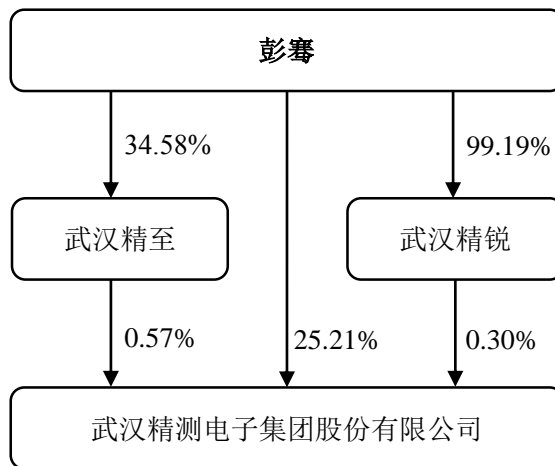 彭骞
34.58%
99.19%
武汉精至
武汉精锐
0.57%
25.21%
0.30%
武汉精测电子集团股份有限公司